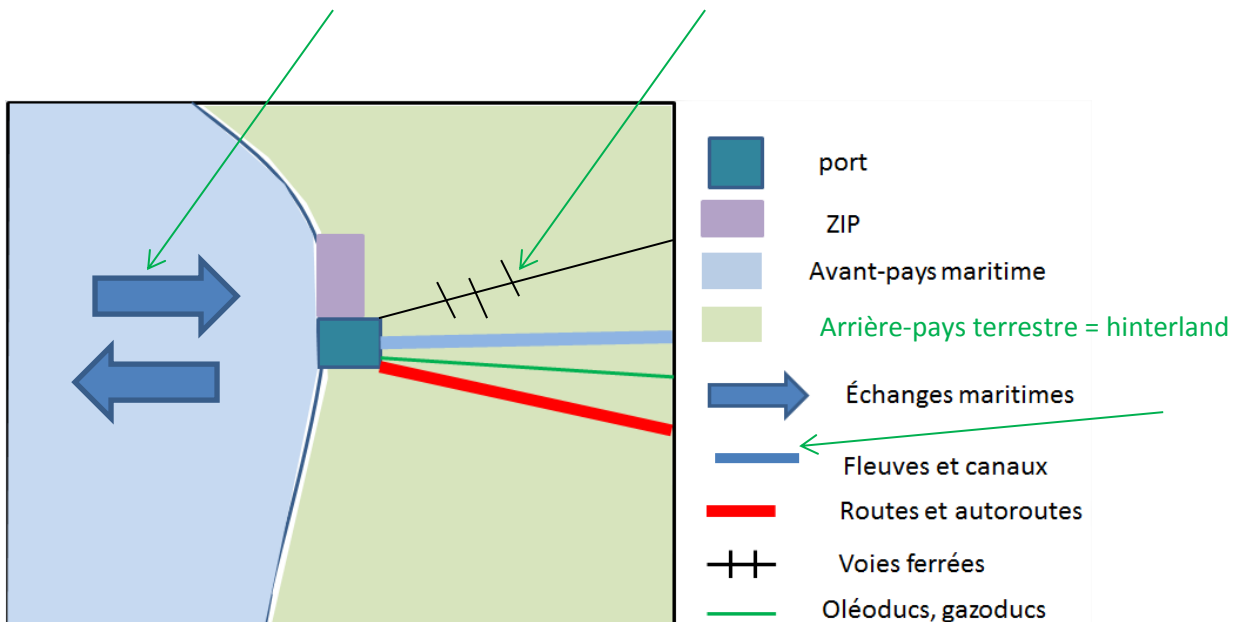 port
ZIP
Avant-pays maritime
Arrière-pays terrestre = hinterland
Échanges maritimes
Fleuves et canaux
Routes et autoroutes
Voies ferrées
Oléoducs, gazoducs